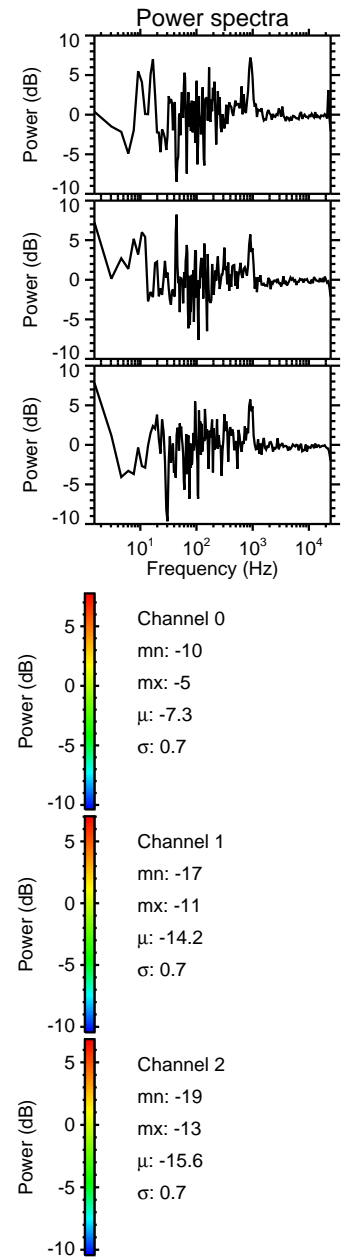 Power spectra
10
5
0
-5
-10
Power (dB)
10
5
0
-5
-10
Power (dB)
10
5
0
-5
-10
Power (dB)
10¹ 10² 10³ 10⁴
Frequency (Hz)
5
0
-5
-10
Power (dB)
Channel 0
mn: -10
mx: -5
μ: -7.3
σ: 0.7
5
0
-5
-10
Power (dB)
Channel 1
mn: -17
mx: -11
μ: -14.2
σ: 0.7
5
0
-5
-10
Power (dB)
Channel 2
mn: -19
mx: -13
μ: -15.6
σ: 0.7